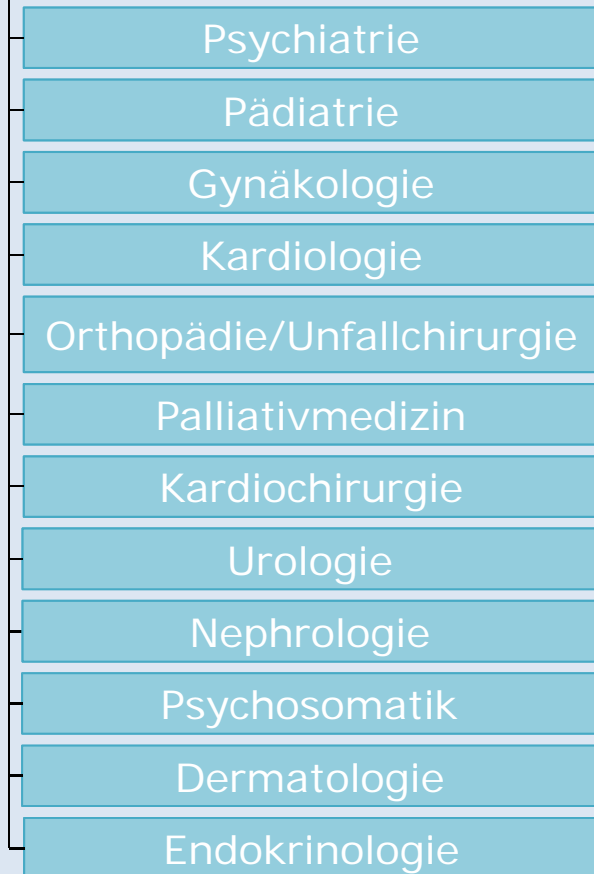 Psychiatrie
Pädiatrie
Gynäkologie
Kardiologie
Orthopädie/Unfallchirurgie
Palliativmedizin
Kardiochirurgie
Urologie
Nephrologie
Psychosomatik
Dermatologie
Endokrinologie